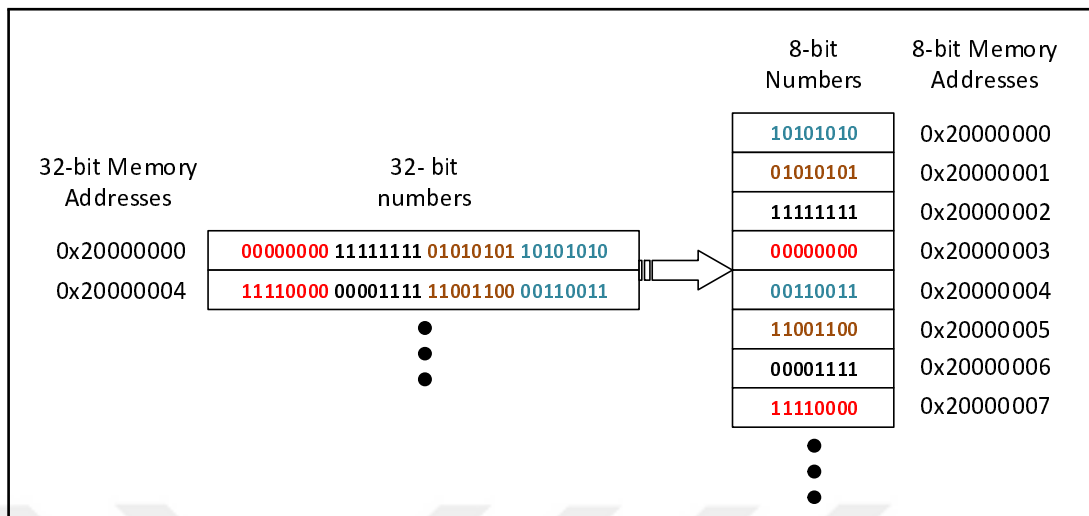 8-bit
Numbers
8-bit Memory
Addresses
32-bit Memory
Addresses
32- bit
numbers
0x20000000
00000000 11111111 01010101 10101010
0x20000004
11110000 00001111 11001100 00110011
10101010 0x20000000
01010101 0x20000001
11111111 0x20000002
00000000 0x20000003
00110011 0x20000004
11001100 0x20000005
00001111 0x20000006
11110000 0x20000007